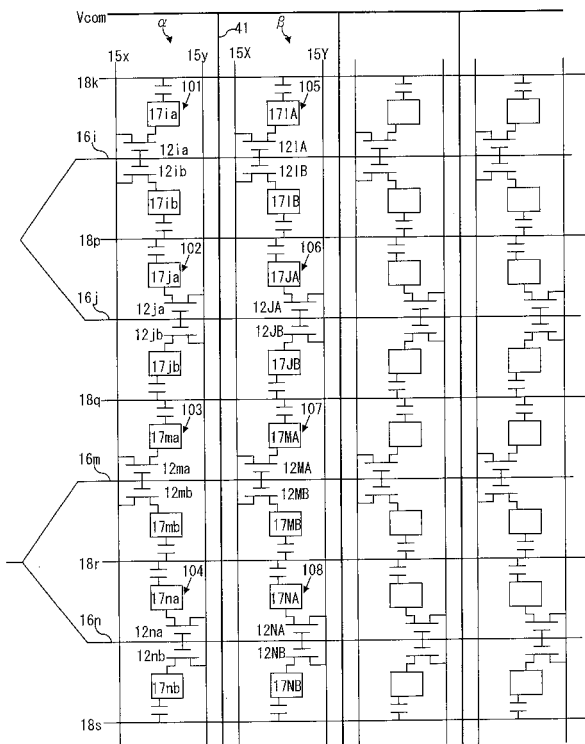 Vcom
α 41 β
15x 15y 15X 15Y
18k
101 105
17ia 17IA
16i
12ia 12IA
12ib 12IB
17ib 17IB
18p
102 106
17ja 17JA
16j
12ja 12JA
12jb 12JB
17jb 17JB
18q
103 107
17ma 17MA
16m
12ma 12MA
12mb 12MB
17mb 17MB
18r
104 108
17na 17NA
16n
12na 12NA
12nb 12NB
17nb 17NB
18s